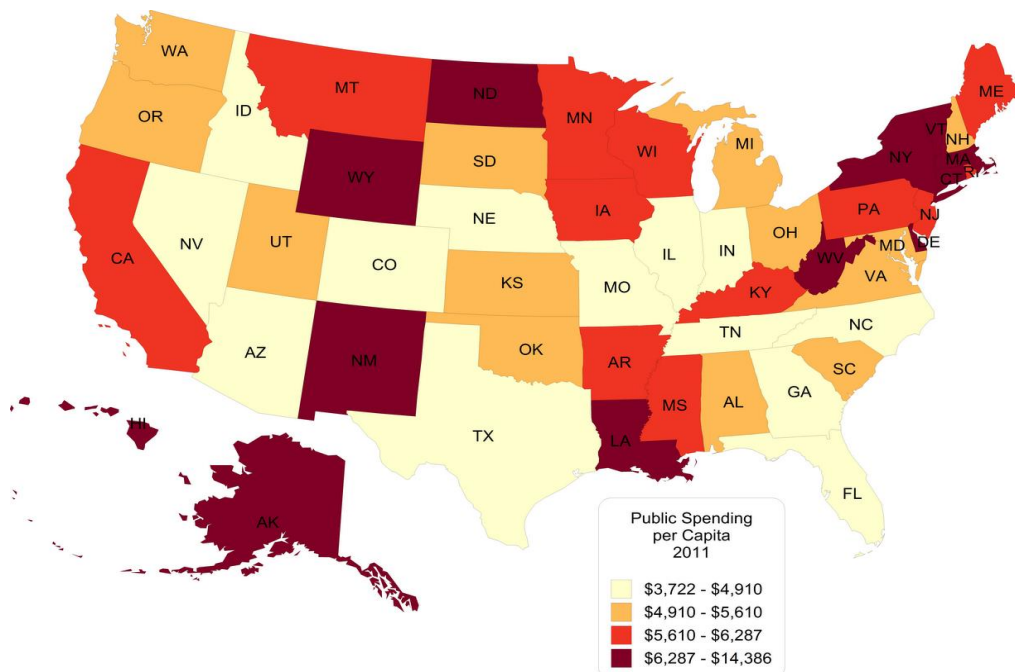 WA
MT
ND
ME
ID
MN
OR
VT
NH
WI
MI
SD
NY
MA
WY
CT
RI
IA
PA
NJ
NE
OH
NV
UT
IL
IN
MD
DE
CA
CO
WV
VA
KS
MO
KY
NC
TN
AZ
OK
NM
AR
SC
MS
AL
GA
HI
TX
LA
FL
AK
Public Spending
per Capita
2011
$3,722 - $4,910
$4,910 - $5,610
$5,610 - $6,287
$6,287 - $14,386